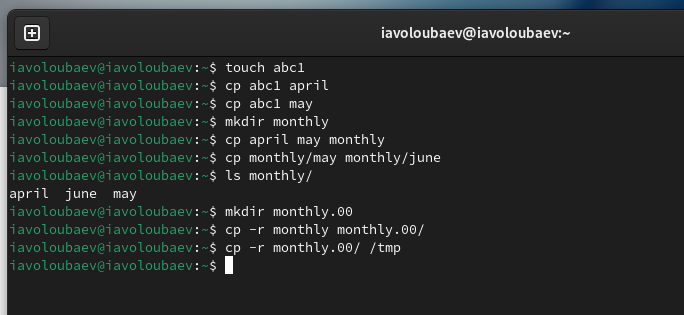 iavoloubaev@iavoloubaev:~
iavoloubaev@iavoloubaev:~$ touch abc1
iavoloubaev@iavoloubaev:~$ cp abc1 april
iavoloubaev@iavoloubaev:~$ cp abc1 may
iavoloubaev@iavoloubaev:~$ mkdir monthly
iavoloubaev@iavoloubaev:~$ cp april may monthly
iavoloubaev@iavoloubaev:~$ cp monthly/may monthly/june
iavoloubaev@iavoloubaev:~$ ls monthly/
april  june  may
iavoloubaev@iavoloubaev:~$ mkdir monthly.00
iavoloubaev@iavoloubaev:~$ cp -r monthly monthly.00/
iavoloubaev@iavoloubaev:~$ cp -r monthly.00/ /tmp
iavoloubaev@iavoloubaev:~$